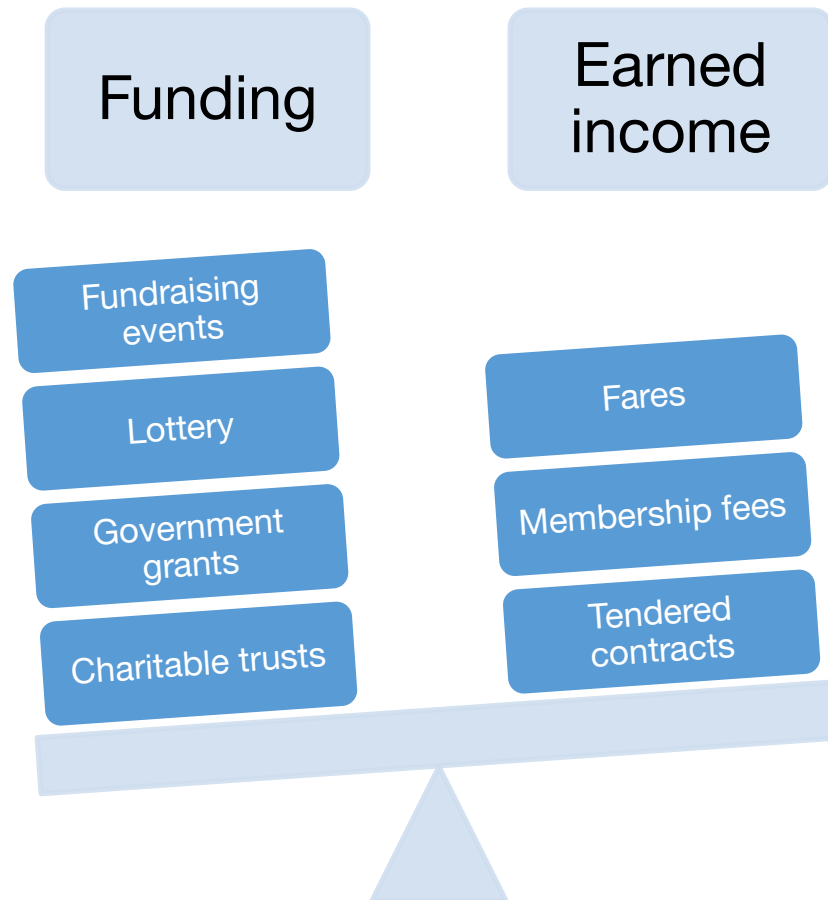 Funding
Earned
income
Fundraising
events
Lottery
Government
grants
Charitable trusts
Fares
Membership fees
Tendered
contracts